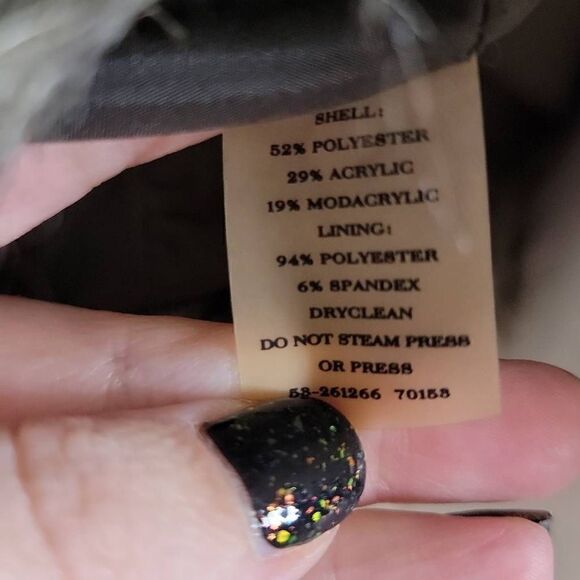 SHELL:
52% POLYESTER
29% ACRYLIC
19% MODACRYLIC
LINING:
94% POLYESTER
6% SPANDEX
DRYCLEAN
DO NOT STEAM PRESS
OR PRESS
58-261266 70158